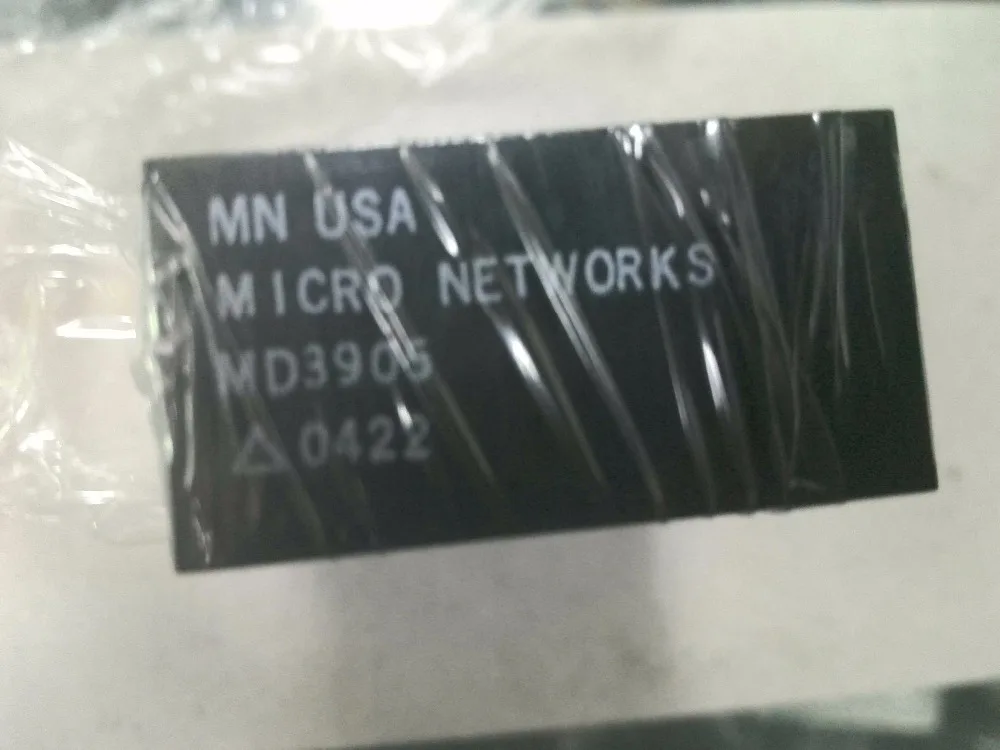 MN USA
MICRO NETWORKS
MD3905
△ 0422